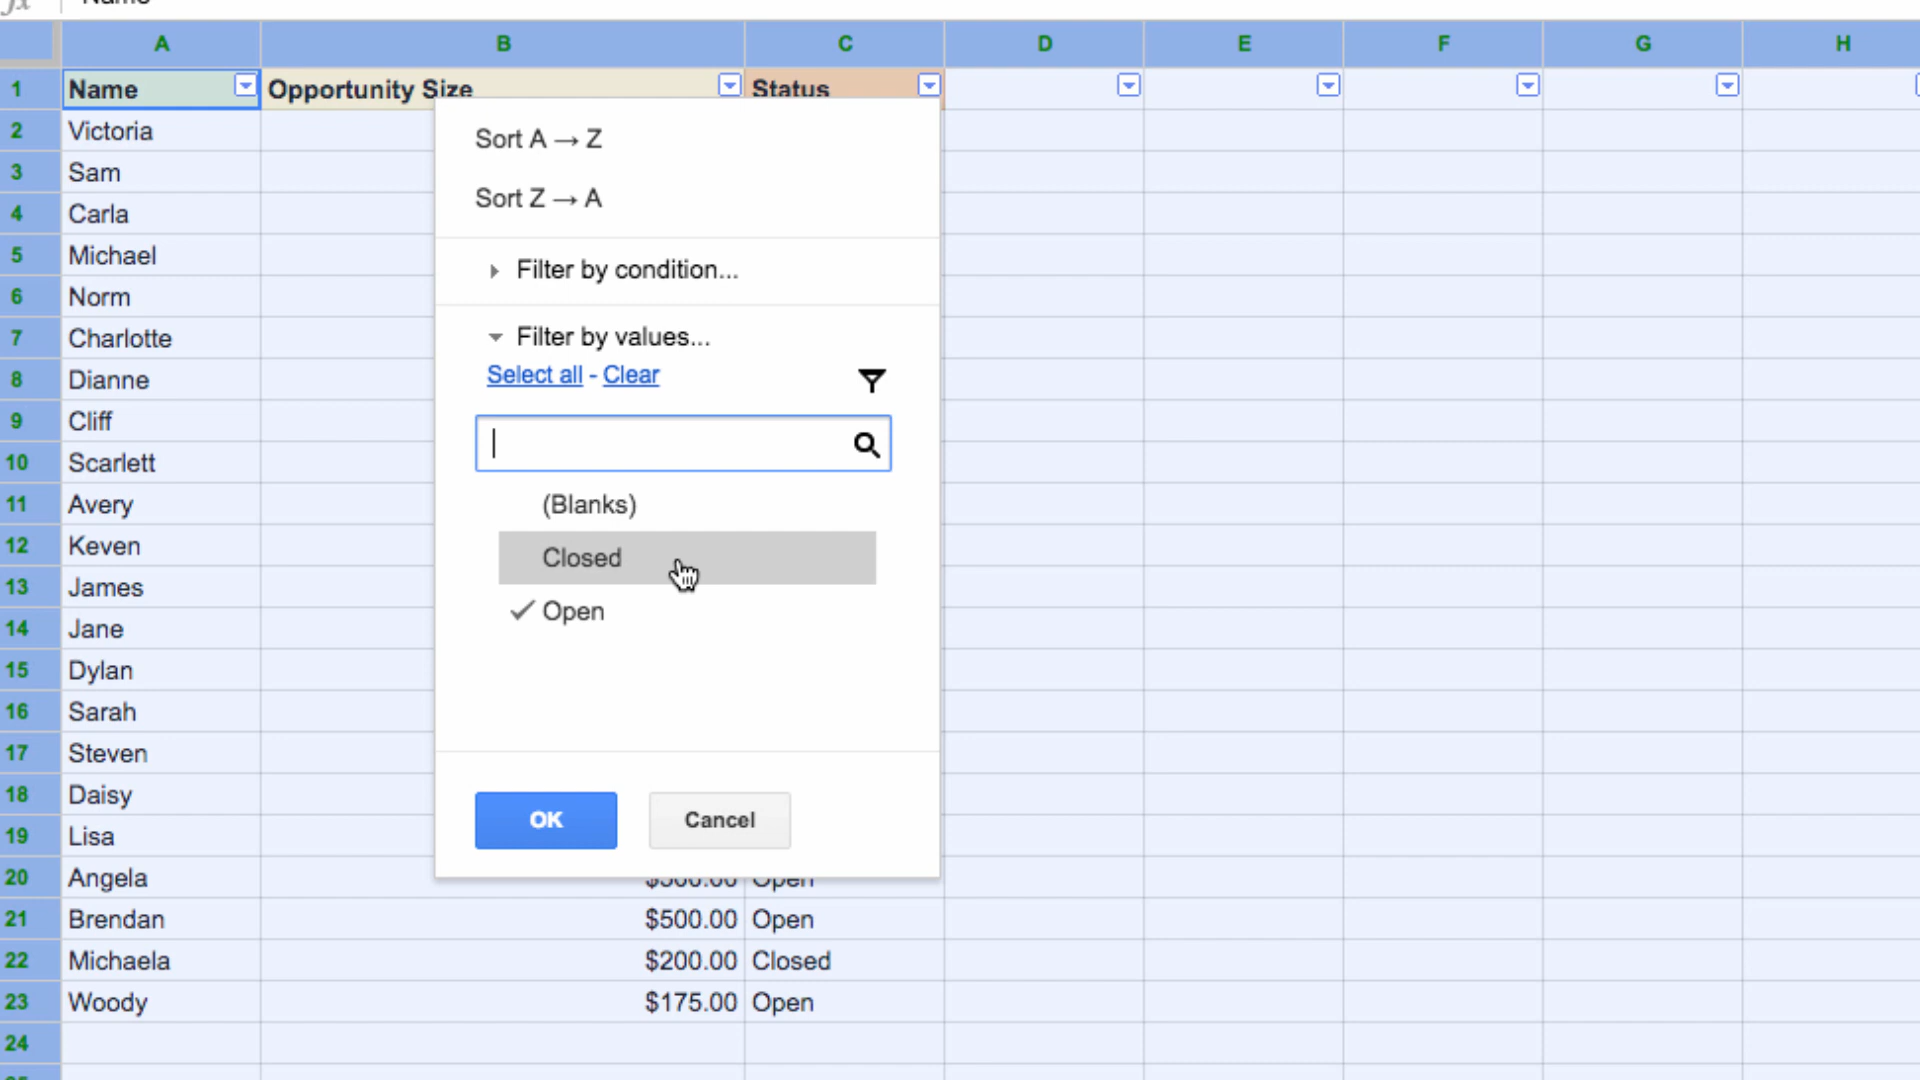 fx Name
A B C D E F G H
1 Name Opportunity Size Status
2 Victoria
3 Sam
4 Carla
5 Michael
6 Norm
7 Charlotte
8 Dianne
9 Cliff
10 Scarlett
11 Avery
12 Keven
13 James
14 Jane
15 Dylan
16 Sarah
17 Steven
18 Daisy
19 Lisa
20 Angela Open
21 Brendan $500.00 Open
22 Michaela $200.00 Closed
23 Woody $175.00 Open
24
Sort A → Z
Sort Z → A
Filter by condition...
Filter by values...
Select all - Clear
(Blanks)
Closed
Open
OK Cancel